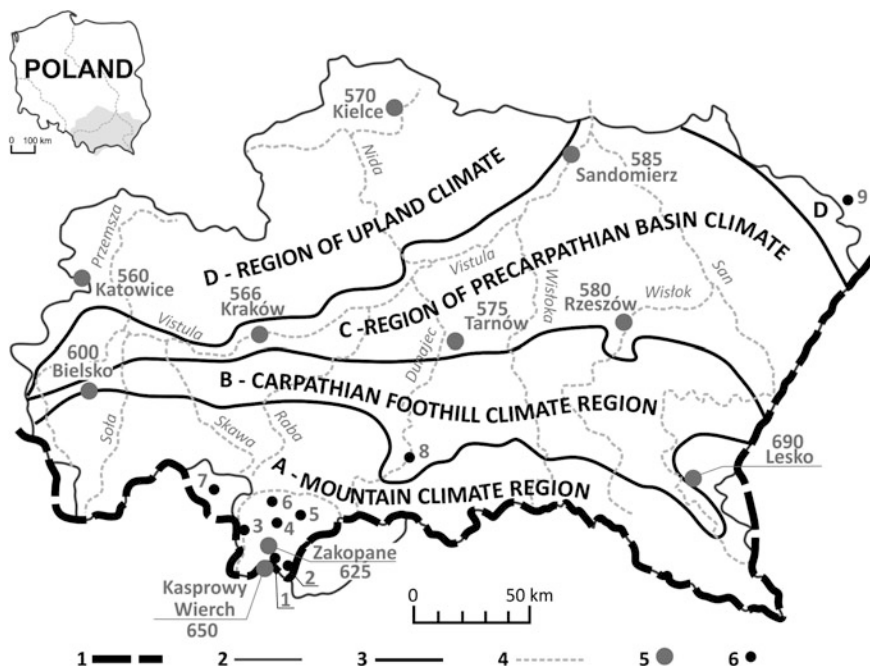 POLAND
0 100 km
570
Kielce
Nida
585
Sandomierz
D - REGION OF UPLAND CLIMATE
D
9
Przemsza
560
Katowice
566
Kraków
Vistula
Vistula
C -REGION OF PRECARPATHIAN BASIN CLIMATE
San
Wisłoka
580
Rzeszów
Wisłok
575
Tarnów
Dunajec
600
Bielsko
B - CARPATHIAN FOOTHILL CLIMATE REGION
Soła
Skawa
Raba
8
690
Lesko
A - MOUNTAIN CLIMATE REGION
7
6
3
4
5
Zakopane
625
Kasprowy
Wierch
650
1
2
0 50 km
1 2 3 4 5 6